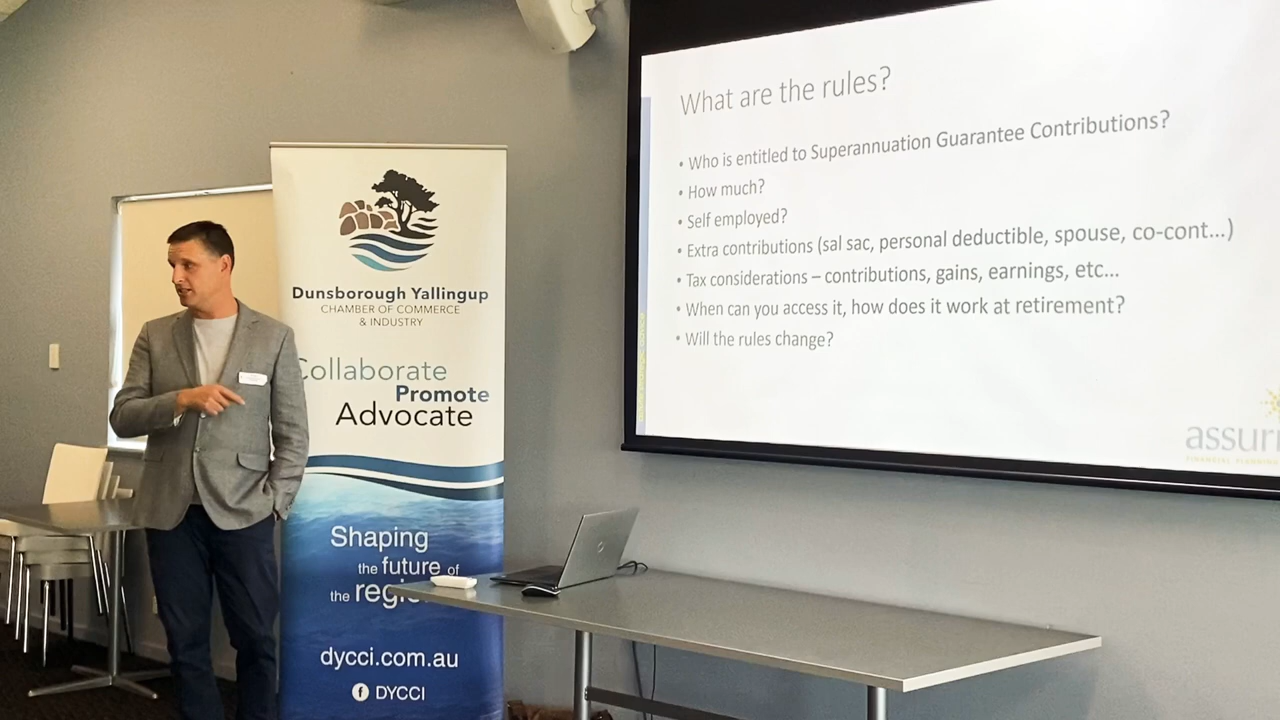 Dunsborough Yallingup
CHAMBER OF COMMERCE
& INDUSTRY
Collaborate
Promote
Advocate
Shaping
the future of
the
dycci.com.au
f DYCCI
What are the rules?
• Who is entitled to Superannuation Guarantee Contributions?
• How much?
• Self employed?
• Extra contributions (sal sac, personal deductible, spouse, co-cont...)
• Tax considerations – contributions, gains, earnings, etc...
• When can you access it, how does it work at retirement?
• Will the rules change?
FINANCIAL